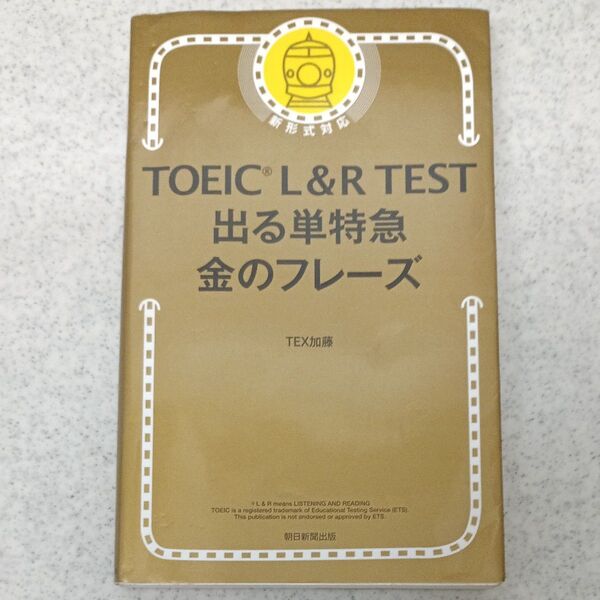 新形式対応
TOEIC® L&R TEST
出る単特急
金のフレーズ
TEX加藤
® L & R means LISTENING AND READING
TOEIC is a registered trademark of Educational Testing Service (ETS).
This publication is not endorsed or approved by ETS.
朝日新聞出版